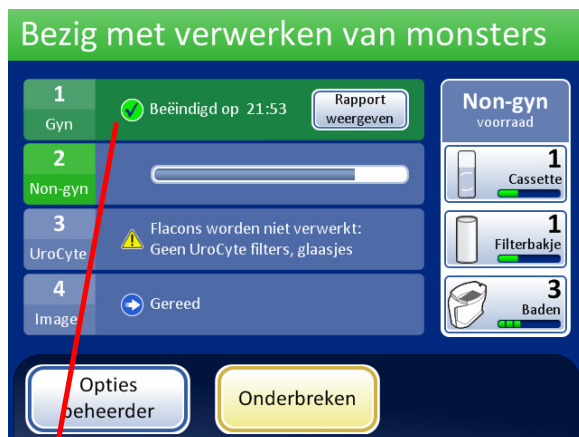 Bezig met verwerken van monsters
1
Gyn
Beëindigd op 21:53
Rapport
weergeven
2
Non-gyn
3
UroCyte
Flacons worden niet verwerkt:
Geen UroCyte filters, glaasjes
4
Image
Gereed
Non-gyn
voorraad
1
Cassette
1
Filterbakje
3
Baden
Opties
beheerder
Onderbreken